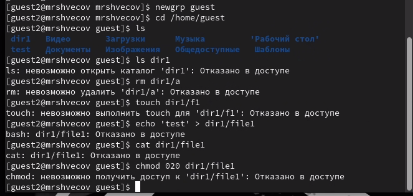 [guest2@mrshvecov mrshvecov]$ newgrp guest
[guest2@mrshvecov mrshvecov]$ cd /home/guest
[guest2@mrshvecov guest]$ ls
dir1 Видео Загрузки Музыка 'Рабочий стол'
test Документы Изображения Общедоступные Шаблоны
[guest2@mrshvecov guest]$ ls dir1
ls: невозможно открыть каталог 'dir1': Отказано в доступе
[guest2@mrshvecov guest]$ rm dir1/a
rm: невозможно удалить 'dir1/a': Отказано в доступе
[guest2@mrshvecov guest]$ touch dir1/f1
touch: невозможно выполнить touch для 'dir1/f1': Отказано в доступе
[guest2@mrshvecov guest]$ echo 'test' > dir1/file1
bash: dir1/file1: Отказано в доступе
[guest2@mrshvecov guest]$ cat dir1/file1
cat: dir1/file1: Отказано в доступе
[guest2@mrshvecov guest]$ chmod 020 dir1/file1
chmod: невозможно получить доступ к 'dir1/file1': Отказано в доступе
[guest2@mrshvecov guest]$